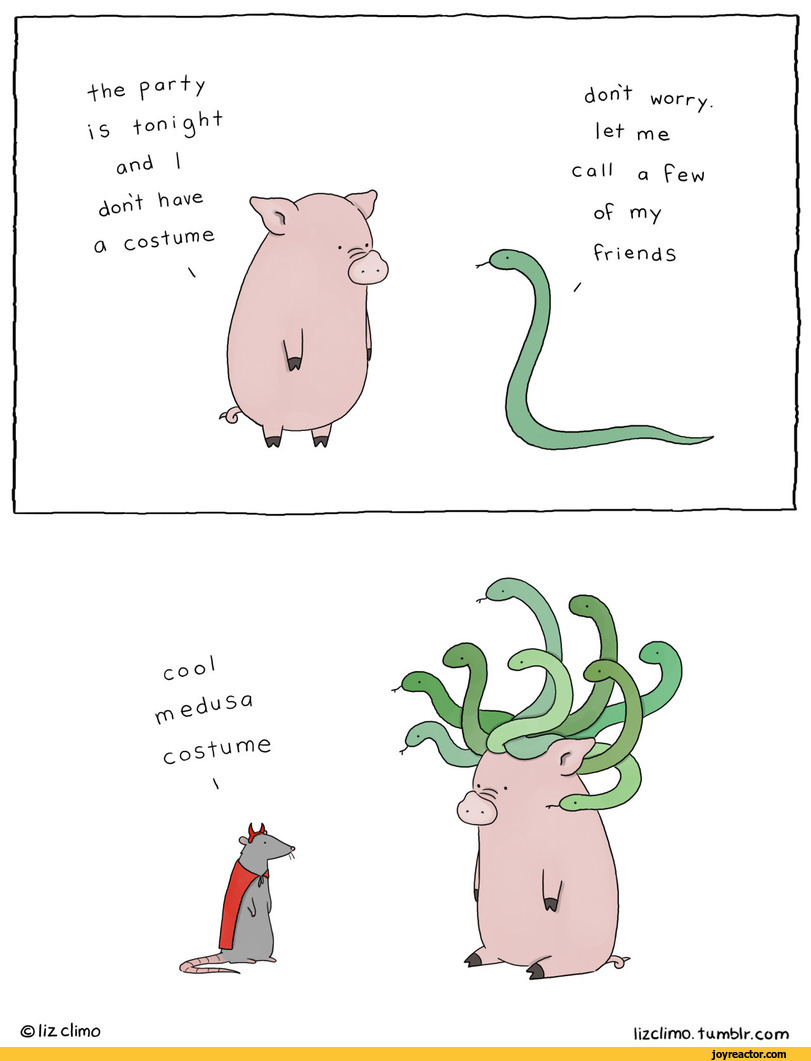 the party
is tonight
and I
don't have
a costume
don't worry.
let me
call a few
of my
friends
cool
medusa
costume
© liz climo
lizclimo.tumblr.com
joyreactor.com